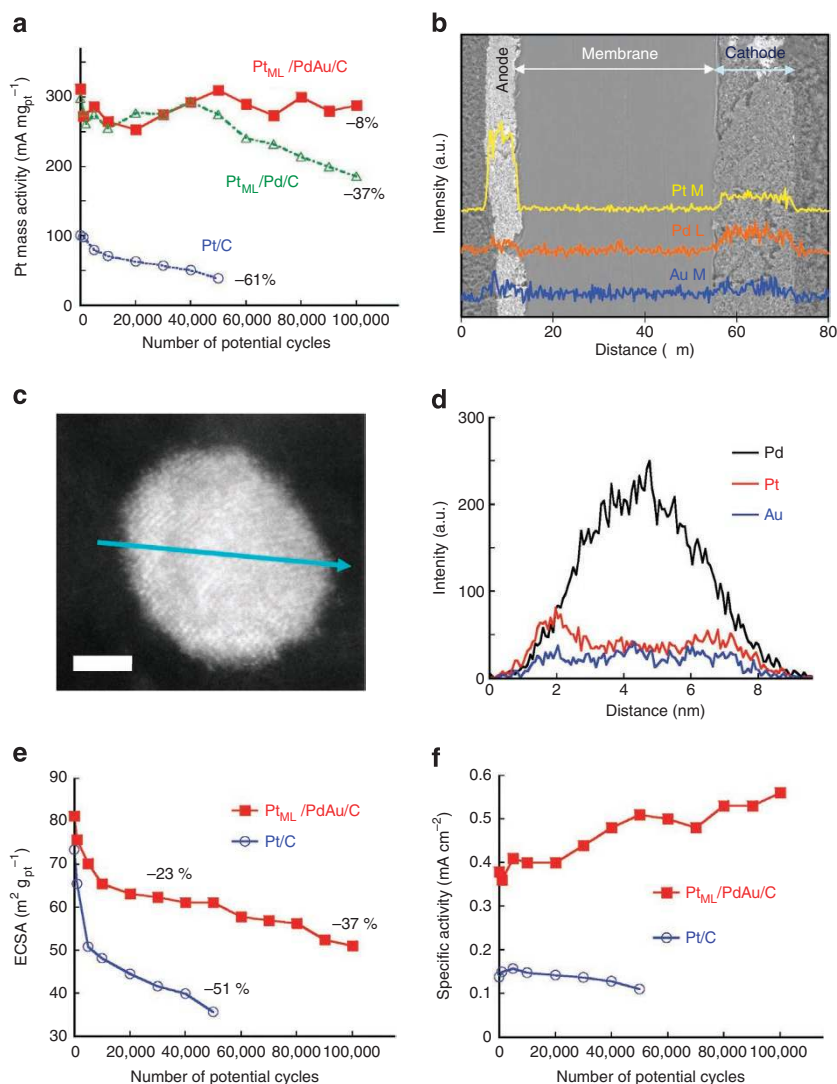 a
Pt_ML /PdAu/C
–8%
Pt_ML/Pd/C
–37%
Pt/C
–61%
Pt mass activity (mA mg_pt^–1)
400
300
200
100
0
0 20,000 40,000 60,000 80,000 100,000
Number of potential cycles
b
Anode
Membrane
Cathode
Pt M
Pd L
Au M
Intensity (a.u.)
0 20 40 60 80
Distance ( m)
c
d
Pd
Pt
Au
Intenity (a.u.)
300
200
100
0
0 2 4 6 8
Distance (nm)
e
Pt_ML /PdAu/C
Pt/C
–23 %
–37 %
–51 %
ECSA (m² g_pt^–1)
90
80
70
60
50
40
30
0 20,000 40,000 60,000 80,000 100,000
Number of potential cycles
f
Pt_ML/PdAu/C
Pt/C
Specific activity (mA cm^–2)
0.6
0.5
0.4
0.3
0.2
0.1
0
0 20,000 40,000 60,000 80,000 100,000
Number of potential cycles